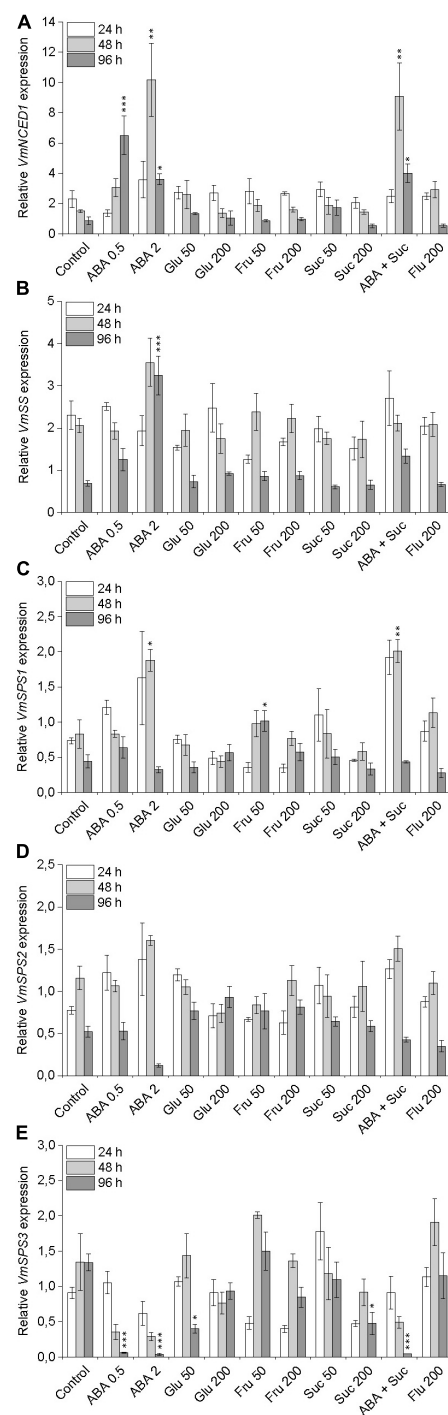 A
Relative VmNCED1 expression
14
12
10
8
6
4
2
0
24 h
48 h
96 h
***
**
*
**
*
Control
ABA 0.5
ABA 2
Glu 50
Glu 200
Fru 50
Fru 200
Suc 50
Suc 200
ABA + Suc
Flu 200
B
Relative VmSS expression
5
4
3
2
1
0
24 h
48 h
96 h
***
Control
ABA 0.5
ABA 2
Glu 50
Glu 200
Fru 50
Fru 200
Suc 50
Suc 200
ABA + Suc
Flu 200
C
Relative VmSPS1 expression
3,0
2,5
2,0
1,5
1,0
0,5
0,0
24 h
48 h
96 h
*
*
**
Control
ABA 0.5
ABA 2
Glu 50
Glu 200
Fru 50
Fru 200
Suc 50
Suc 200
ABA + Suc
Flu 200
D
Relative VmSPS2 expression
2,5
2,0
1,5
1,0
0,5
0,0
24 h
48 h
96 h
Control
ABA 0.5
ABA 2
Glu 50
Glu 200
Fru 50
Fru 200
Suc 50
Suc 200
ABA + Suc
Flu 200
E
Relative VmSPS3 expression
3,0
2,5
2,0
1,5
1,0
0,5
0,0
24 h
48 h
96 h
***
***
*
*
***
Control
ABA 0.5
ABA 2
Glu 50
Glu 200
Fru 50
Fru 200
Suc 50
Suc 200
ABA + Suc
Flu 200